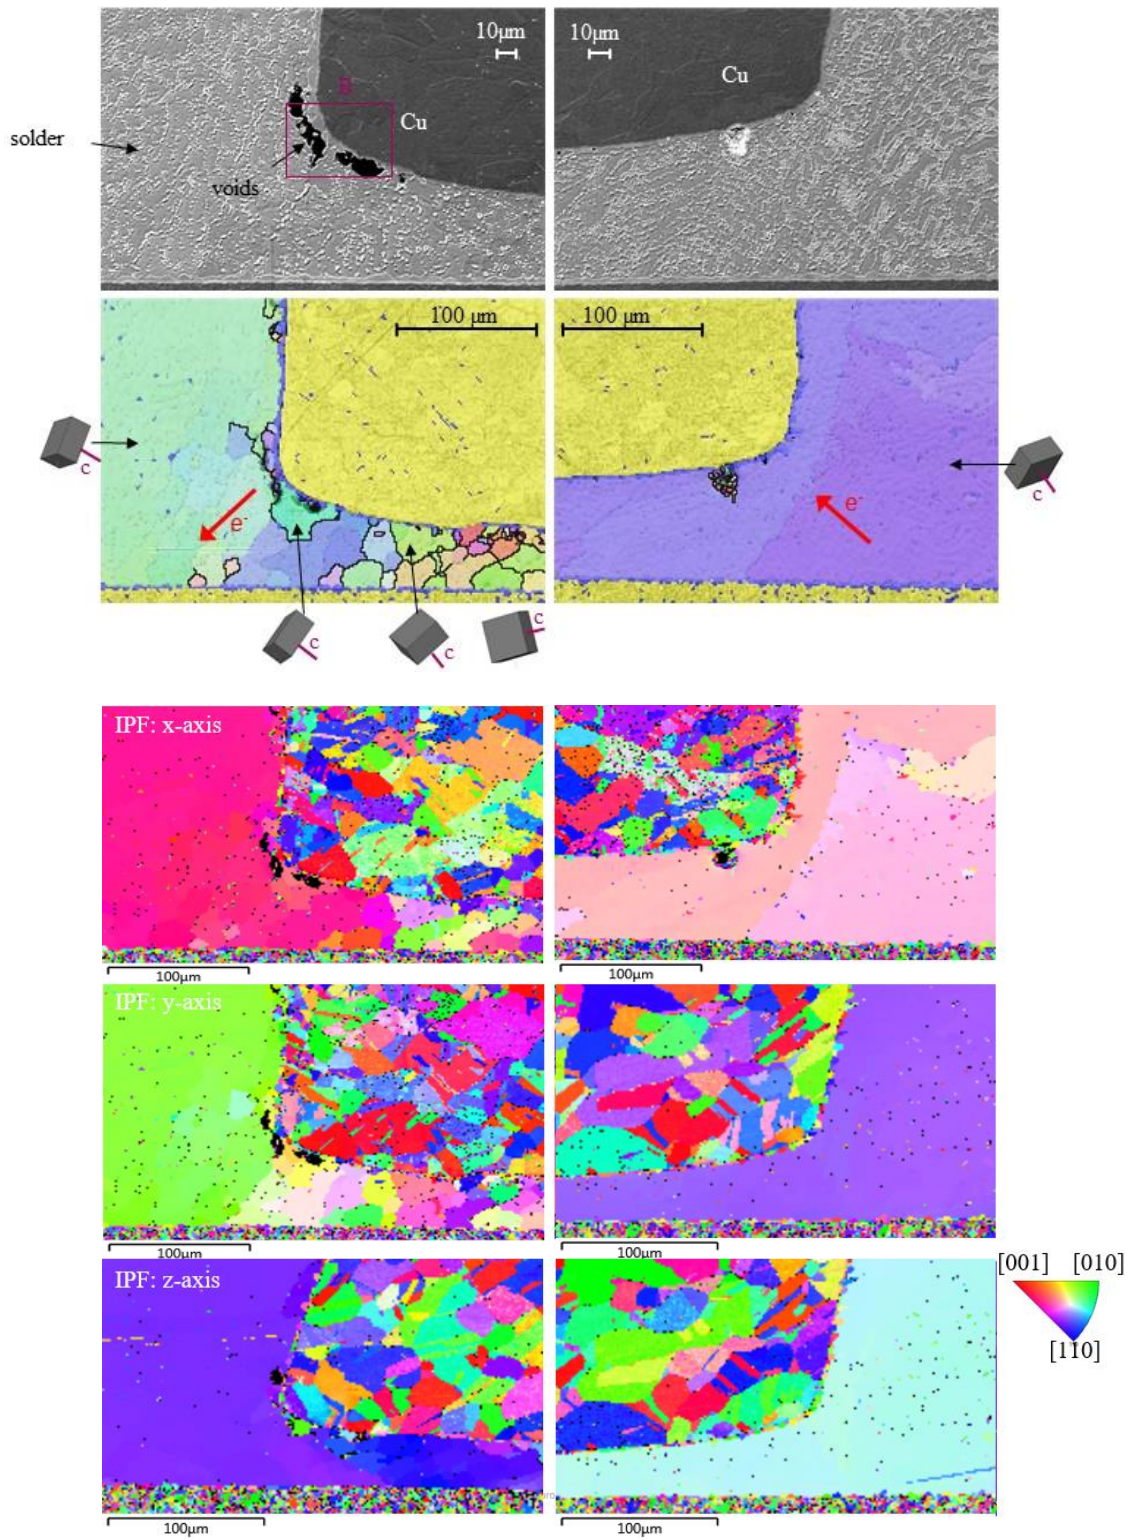 10μm
10μm
B
Cu
Cu
solder
voids
100 μm
100 μm
c
e-
e-
c
c
c
c
IPF: x-axis
100μm
100μm
IPF: y-axis
100μm
100μm
IPF: z-axis
[001] [010]
[110]
100μm
100μm